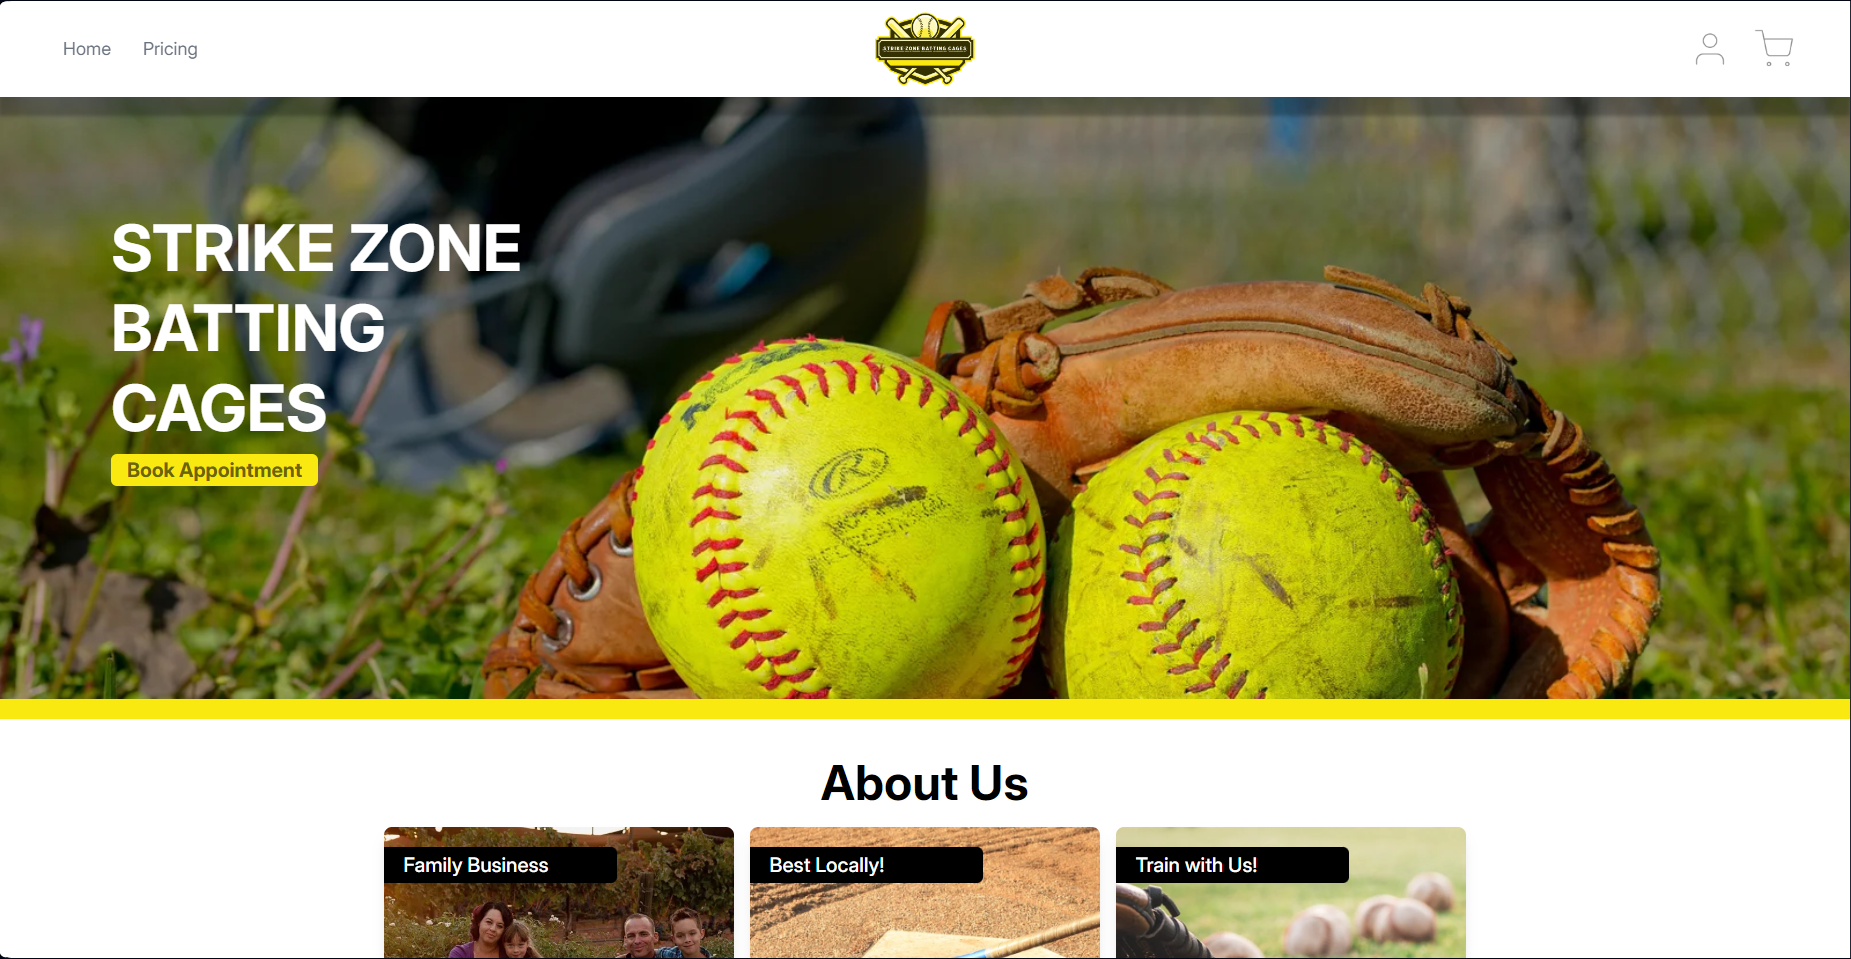 Home
Pricing
STRIKE ZONE BATTING CAGES
STRIKE ZONE
BATTING
CAGES
Book Appointment
R
About Us
Family Business
Best Locally!
Train with Us!